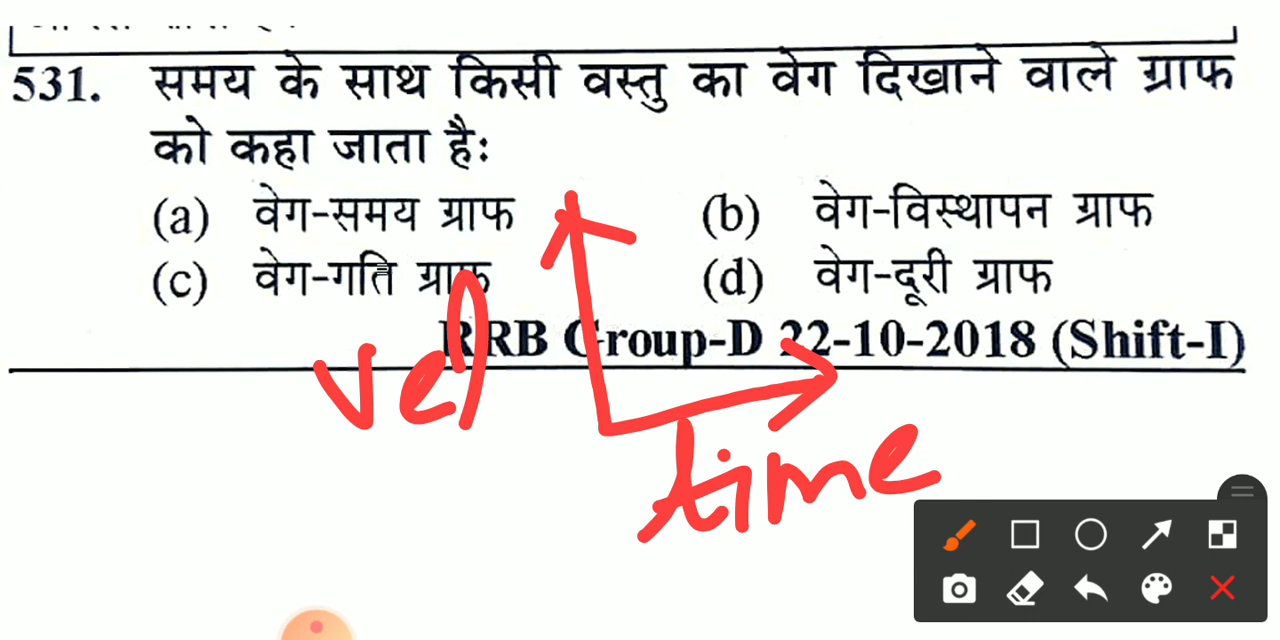 531. समय के साथ किसी वस्तु का वेग दिखाने वाले ग्राफ
को कहा जाता हैः
(a) वेग-समय ग्राफ (b) वेग-विस्थापन ग्राफ
(c) वेग-गति ग्राफ (d) वेग-दूरी ग्राफ
RRB Group-D 22-10-2018 (Shift-I)
vel
time